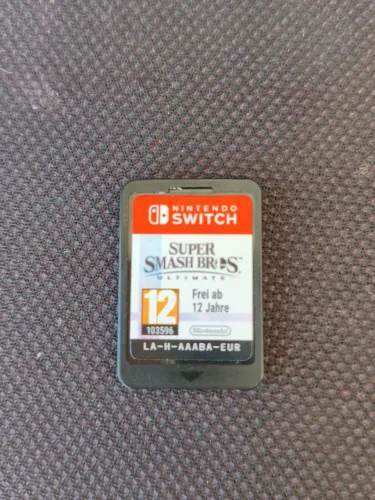 NINTENDO
SWITCH
SUPER
SMASH BROS.
ULTIMATE
12
103596
Frei ab
12 Jahre
Nintendo
LA-H-AAABA-EUR